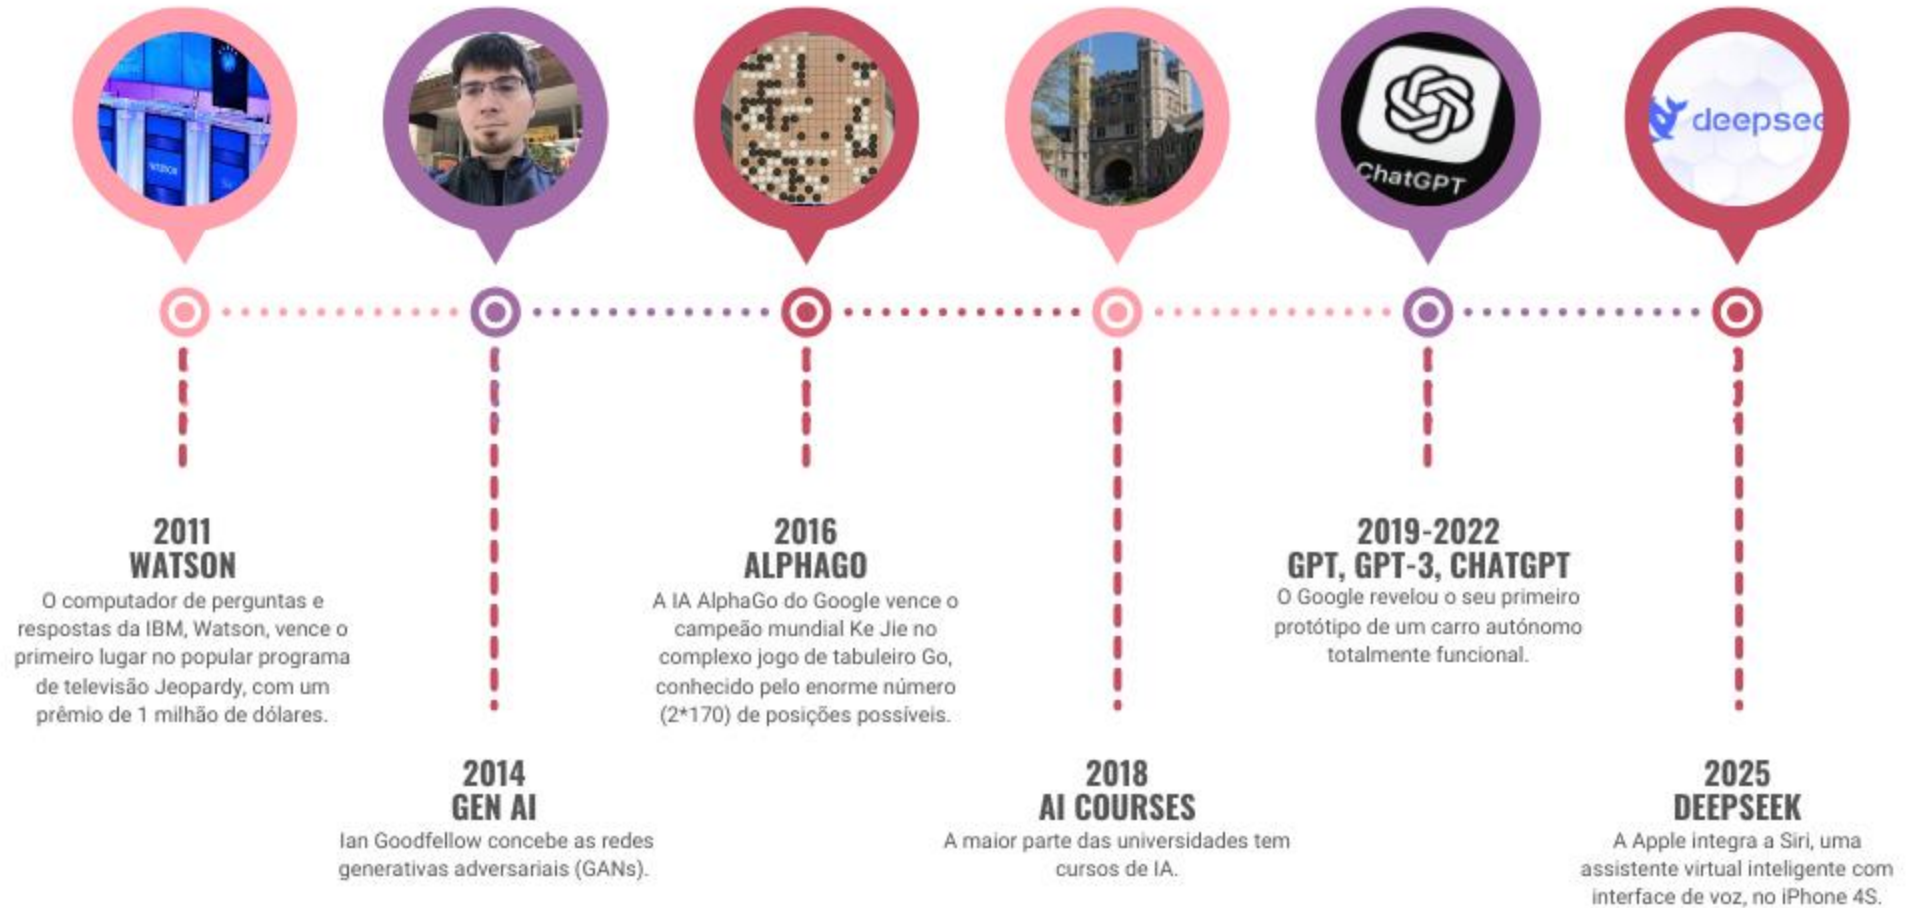 deepsee
ChatGPT
2011
WATSON
O computador de perguntas e
respostas da IBM, Watson, vence o
primeiro lugar no popular programa
de televisão Jeopardy, com um
prêmio de 1 milhão de dólares.
2014
GEN AI
Ian Goodfellow concebe as redes
generativas adversariais (GANs).
2016
ALPHAGO
A IA AlphaGo do Google vence o
campeão mundial Ke Jie no
complexo jogo de tabuleiro Go,
conhecido pelo enorme número
(2*170) de posições possíveis.
2018
AI COURSES
A maior parte das universidades tem
cursos de IA.
2019-2022
GPT, GPT-3, CHATGPT
O Google revelou o seu primeiro
protótipo de um carro autónomo
totalmente funcional.
2025
DEEPSEEK
A Apple integra a Siri, uma
assistente virtual inteligente com
interface de voz, no iPhone 4S.